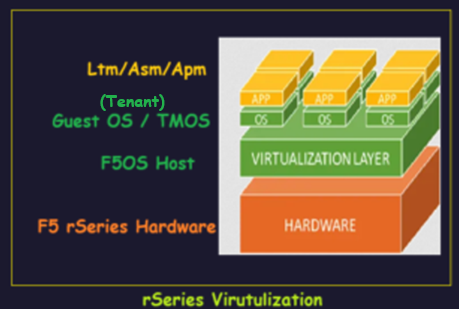 Ltm/Asm/Apm
(Tenant)
Guest OS / TMOS
F5OS Host
F5 rSeries Hardware
APP APP APP
OS OS OS
VIRTUALIZATION LAYER
HARDWARE
rSeries Virutulization